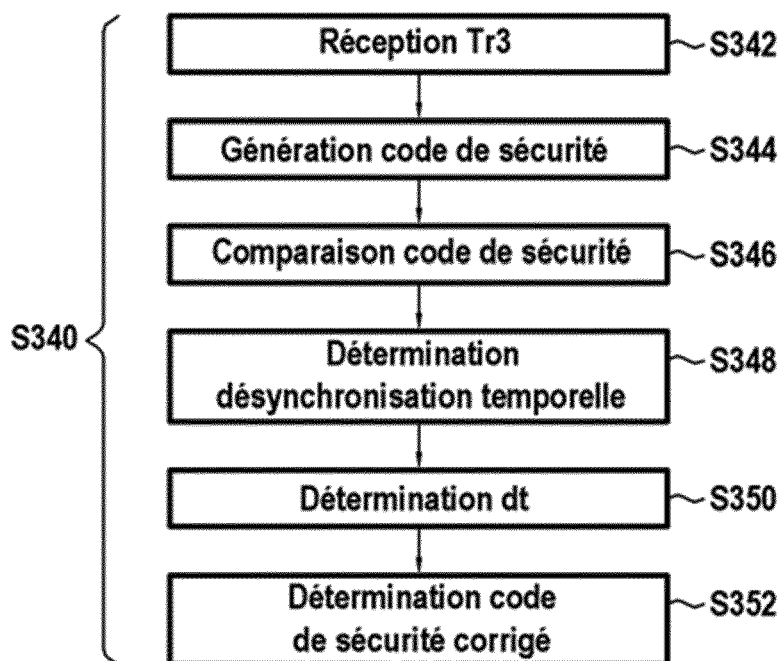 Réception Tr3
S342
Génération code de sécurité
S344
Comparaison code de sécurité
S346
S340
Détermination
désynchronisation temporelle
S348
Détermination dt
S350
Détermination code
de sécurité corrigé
S352